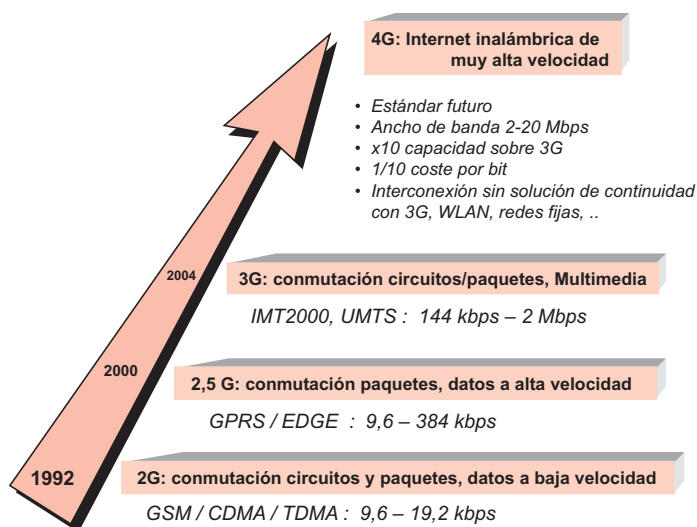 4G: Internet inalámbrica de
muy alta velocidad
• Estándar futuro
• Ancho de banda 2-20 Mbps
• x10 capacidad sobre 3G
• 1/10 coste por bit
• Interconexión sin solución de continuidad
con 3G, WLAN, redes fijas, ..
2004
3G: conmutación circuitos/paquetes, Multimedia
IMT2000, UMTS : 144 kbps – 2 Mbps
2000
2,5 G: conmutación paquetes, datos a alta velocidad
GPRS / EDGE : 9,6 – 384 kbps
1992
2G: conmutación circuitos y paquetes, datos a baja velocidad
GSM / CDMA / TDMA : 9,6 – 19,2 kbps